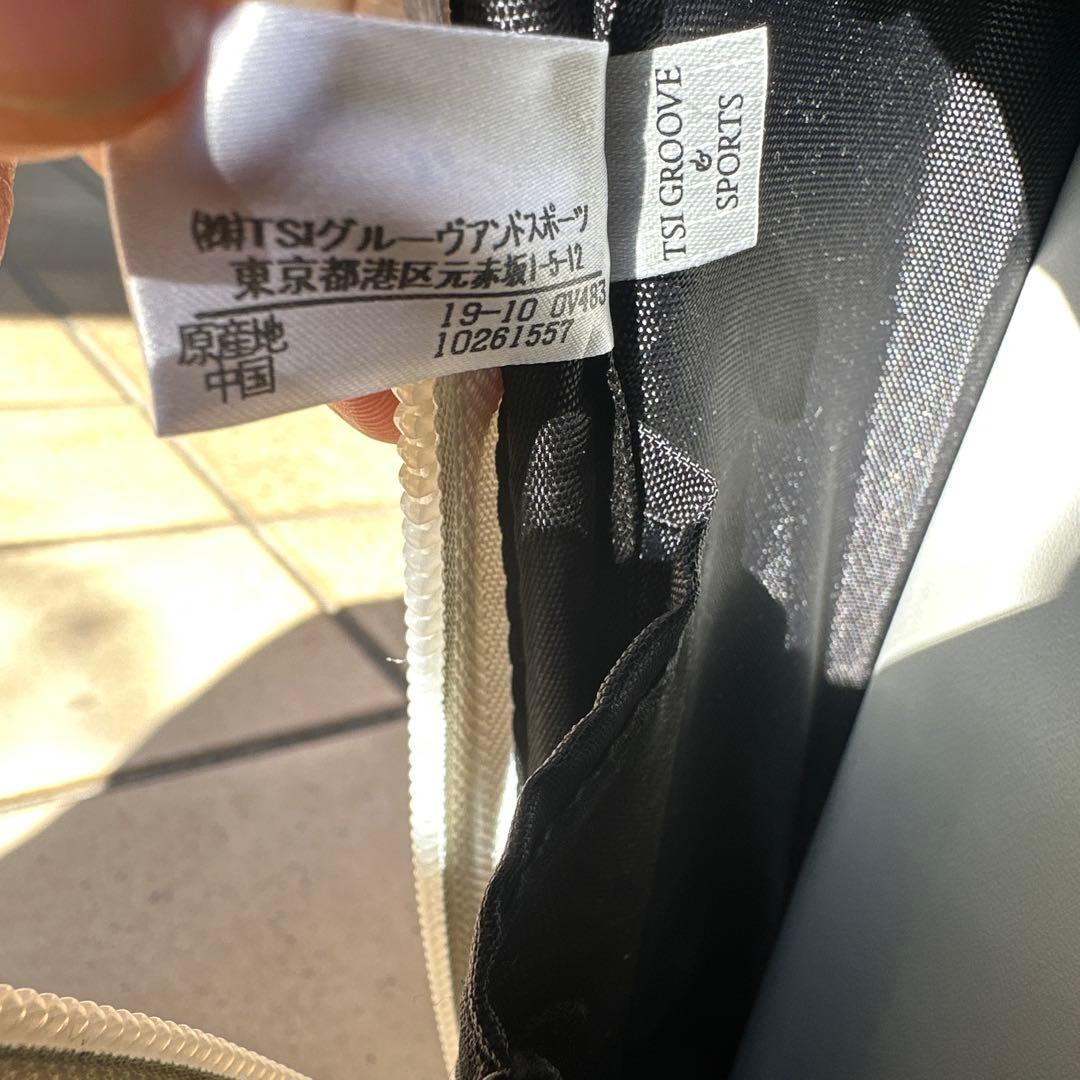 ㈱TSIグルーヴアンドスポーツ
東京都港区元赤坂1-5-12
19-10 0V483
10261557
原産地
中国
TSI GROOVE
&
SPORTS